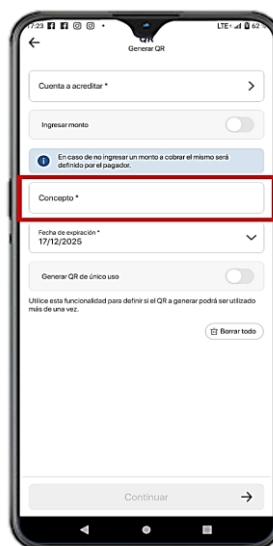 7:23
LTE+ 62
QR
Generar QR
Cuenta a acreditar *
Ingresar monto
En caso de no ingresar un monto a cobrar el mismo será
definido por el pagador.
Concepto *
Fecha de expiración *
17/12/2025
Generar QR de único uso
Utilice esta funcionalidad para definir si el QR a generar podrá ser utilizado
más de una vez.
Borrar todo
Continuar